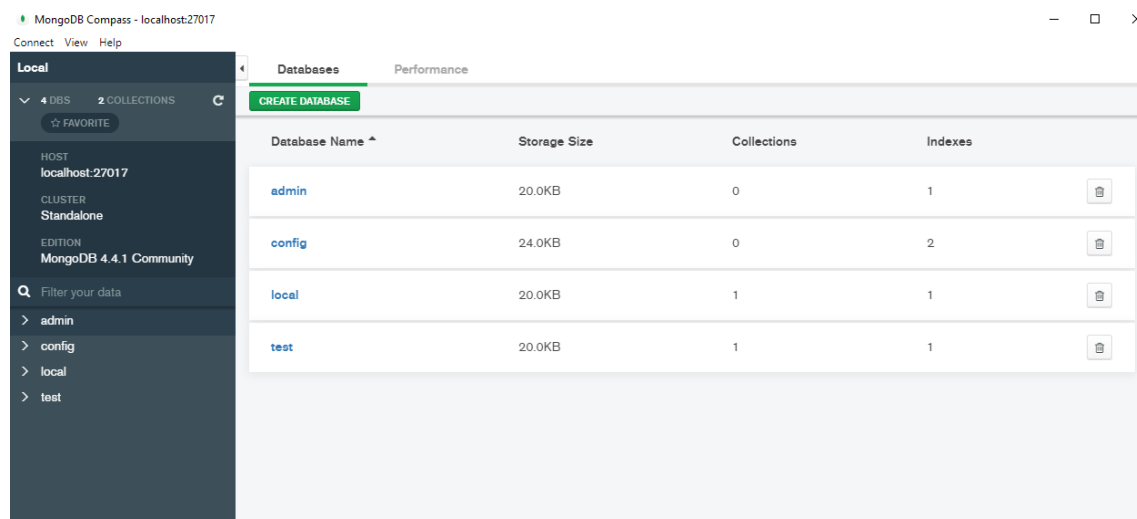 MongoDB Compass - localhost:27017
Connect View Help
Local
4 DBS 2 COLLECTIONS
FAVORITE
HOST
localhost:27017
CLUSTER
Standalone
EDITION
MongoDB 4.4.1 Community
Filter your data
admin
config
local
test
Databases Performance
CREATE DATABASE
Database Name Storage Size Collections Indexes
admin 20.0KB 0 1
config 24.0KB 0 2
local 20.0KB 1 1
test 20.0KB 1 1